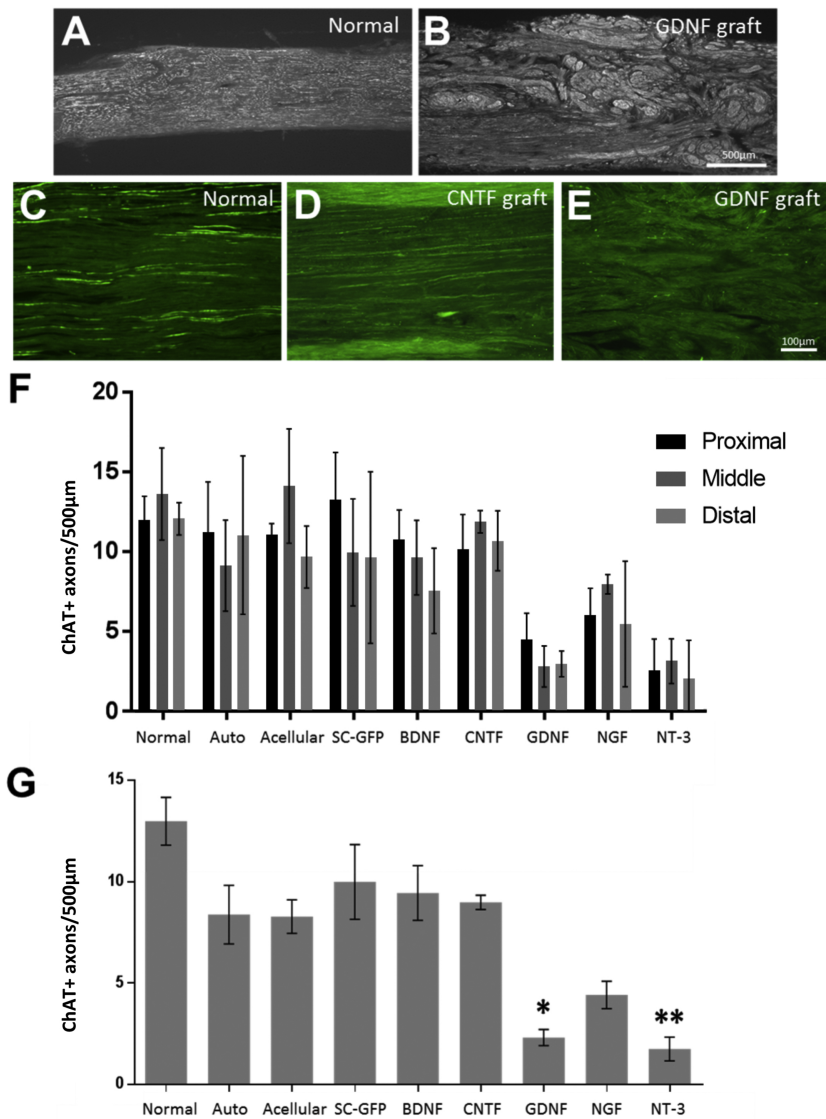 A Normal
B GDNF graft
500µm
C Normal
D CNTF graft
E GDNF graft
100µm
F
ChAT+ axons/500µm
20
15
10
5
0
Proximal
Middle
Distal
Normal Auto Acellular SC-GFP BDNF CNTF GDNF NGF NT-3
G
ChAT+ axons/500µm
15
10
5
0
* **
Normal Auto Acellular SC-GFP BDNF CNTF GDNF NGF NT-3